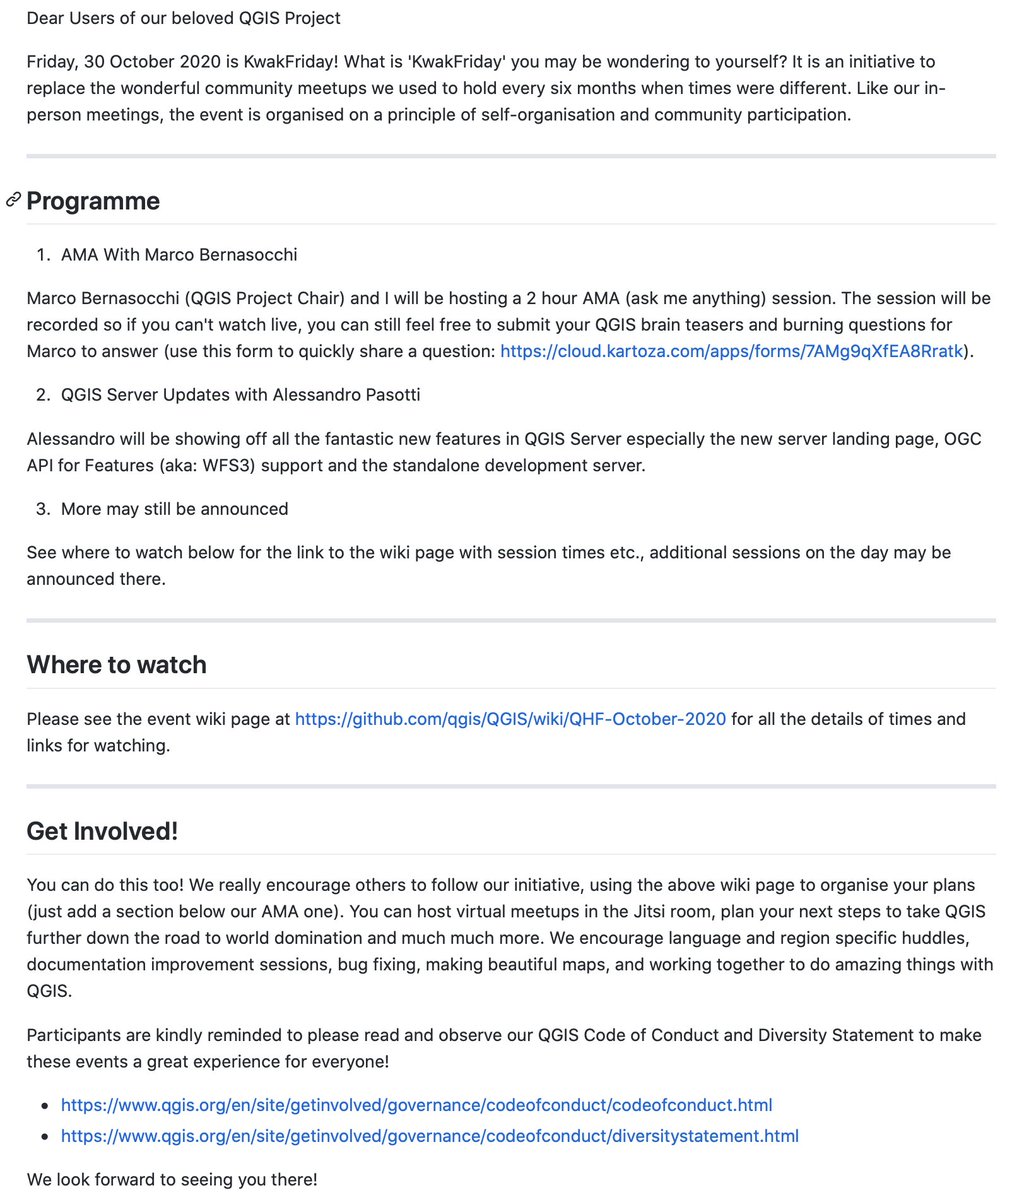 Dear Users of our beloved QGIS Project
Friday, 30 October 2020 is KwakFriday! What is 'KwakFriday' you may be wondering to yourself? It is an initiative to
replace the wonderful community meetups we used to hold every six months when times were different. Like our in-
person meetings, the event is organised on a principle of self-organisation and community participation.
Programme
1. AMA With Marco Bernasocchi
Marco Bernasocchi (QGIS Project Chair) and I will be hosting a 2 hour AMA (ask me anything) session. The session will be
recorded so if you can't watch live, you can still feel free to submit your QGIS brain teasers and burning questions for
Marco to answer (use this form to quickly share a question: https://cloud.kartoza.com/apps/forms/7AMg9qXfEA8Rratk).
2. QGIS Server Updates with Alessandro Pasotti
Alessandro will be showing off all the fantastic new features in QGIS Server especially the new server landing page, OGC
API for Features (aka: WFS3) support and the standalone development server.
3. More may still be announced
See where to watch below for the link to the wiki page with session times etc., additional sessions on the day may be
announced there.
Where to watch
Please see the event wiki page at https://github.com/qgis/QGIS/wiki/QHF-October-2020 for all the details of times and
links for watching.
Get Involved!
You can do this too! We really encourage others to follow our initiative, using the above wiki page to organise your plans
(just add a section below our AMA one). You can host virtual meetups in the Jitsi room, plan your next steps to take QGIS
further down the road to world domination and much much more. We encourage language and region specific huddles,
documentation improvement sessions, bug fixing, making beautiful maps, and working together to do amazing things with
QGIS.
Participants are kindly reminded to please read and observe our QGIS Code of Conduct and Diversity Statement to make
these events a great experience for everyone!
• https://www.qgis.org/en/site/getinvolved/governance/codeofconduct/codeofconduct.html
• https://www.qgis.org/en/site/getinvolved/governance/codeofconduct/diversitystatement.html
We look forward to seeing you there!